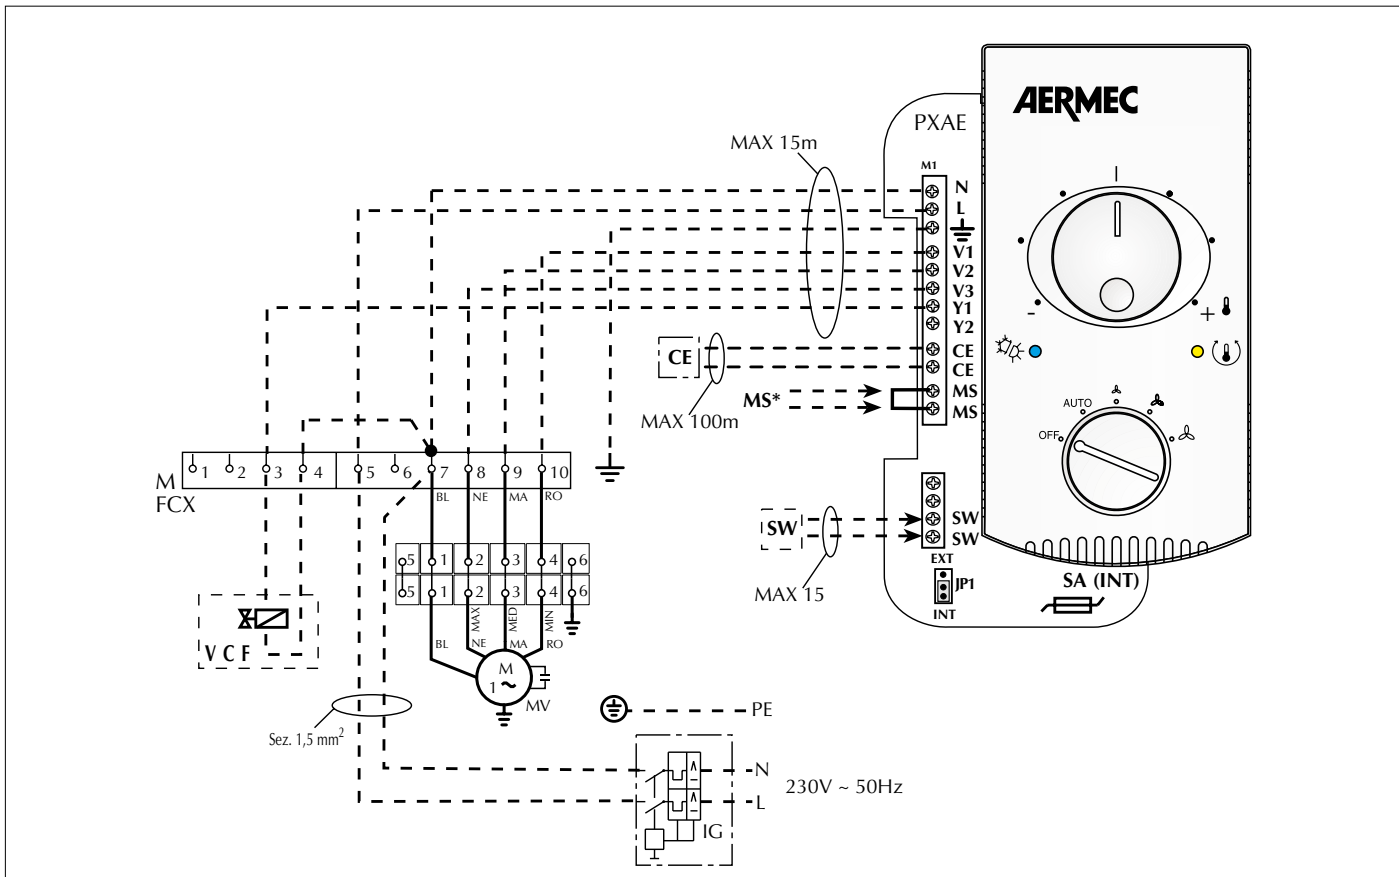 AERMEC
PXAE
MAX 15m
M1
N
L
V1
V2
V3
Y1
Y2
CE
CE
CE
MS
MS
MS*
MAX 100m
- +
AUTO
OFF
M
FCX
1 2 3 4 5 6 7 8 9 10
BL NE MA RO
SW
SW
SW
MAX 15
EXT
JP1
INT
SA (INT)
5 1 2 3 4 6
5 1 2 3 4 6
MAX MED MIN
BL NE MA RO
V C F
M
1 ~
MV
Sez. 1,5 mm2
PE
N
230V ~ 50Hz
L
IG